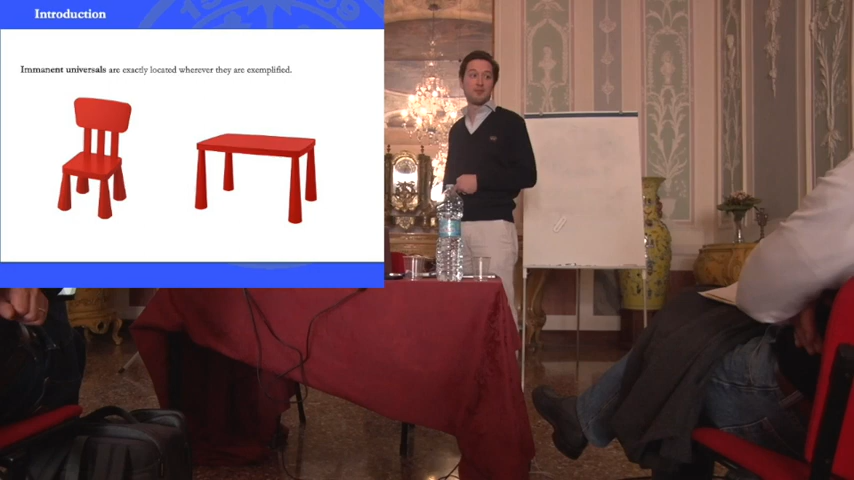 Introduction
Immanent universals are exactly located wherever they are exemplified.